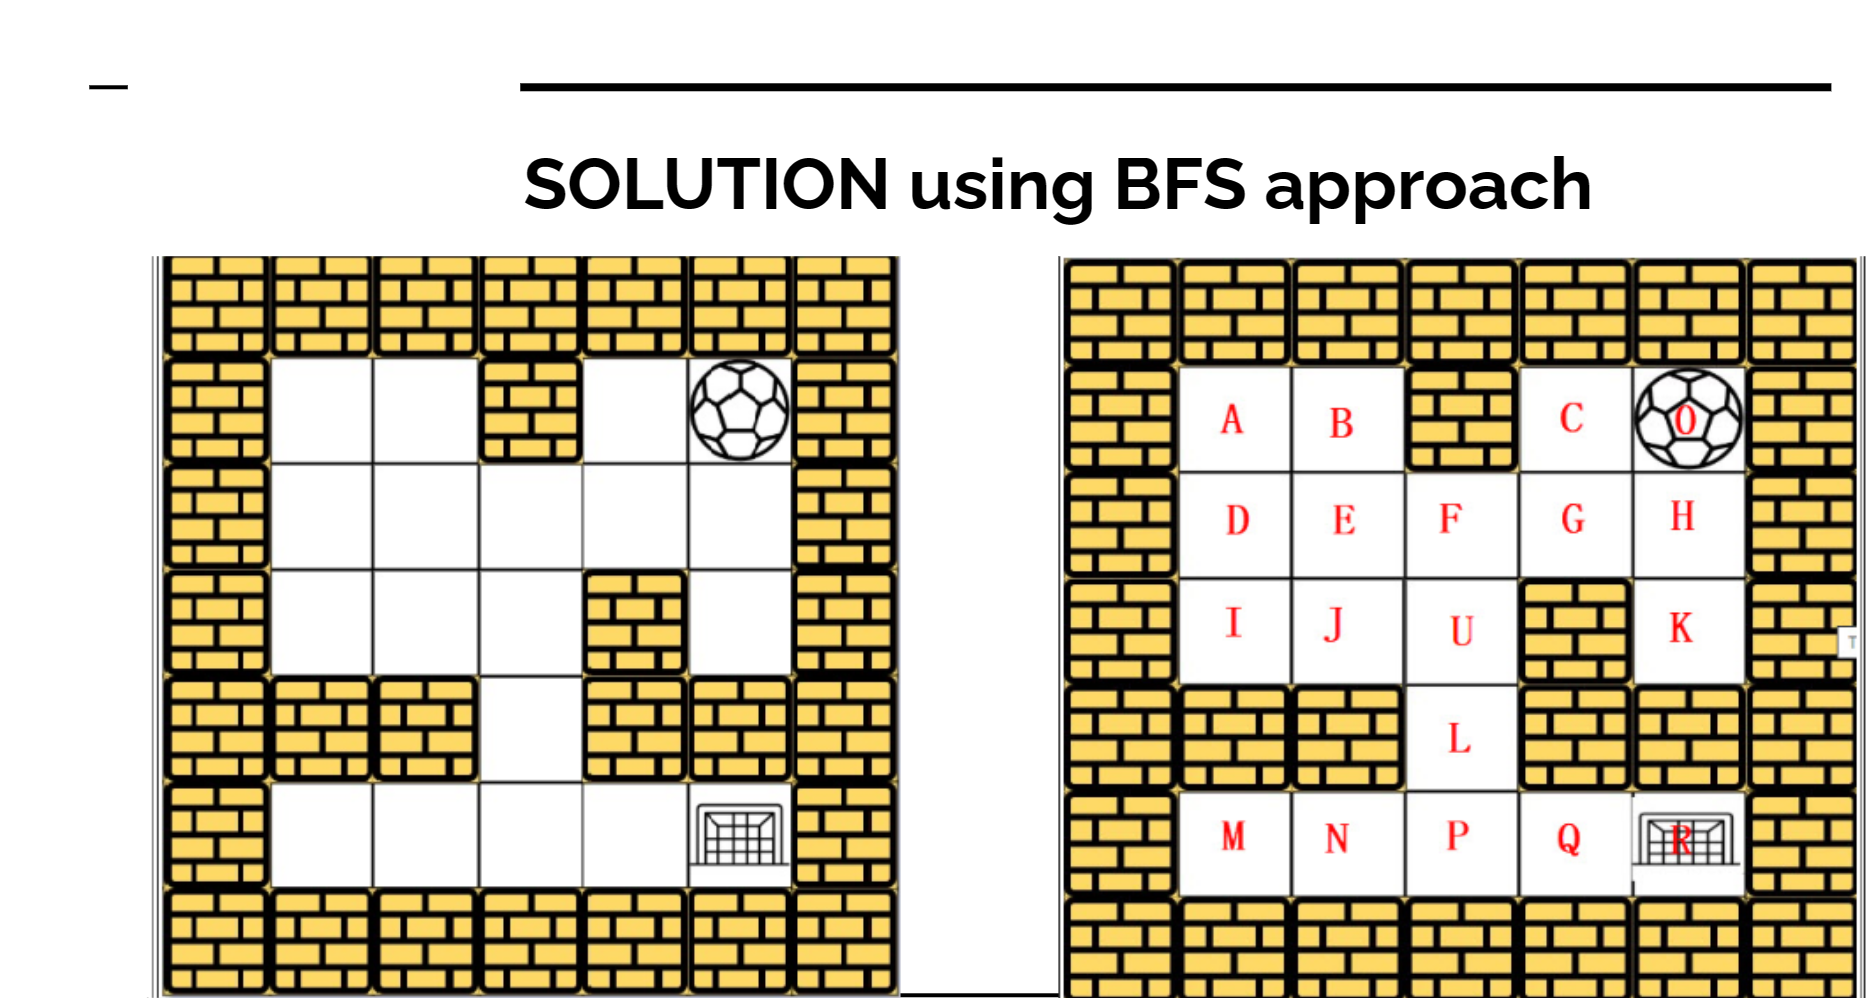 SOLUTION using BFS approach
A B C O
D E F G H
I J U K
T
L
M N P Q R